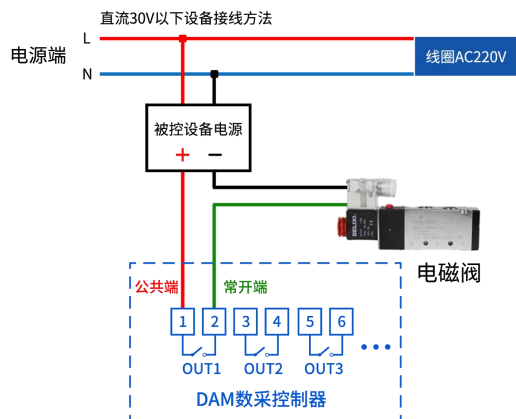 直流30V以下设备接线方法
L
电源端
线圈AC220V
N
被控设备电源
+ −
DELIXI
电磁阀
公共端 常开端
1 2 3 4 5 6
OUT1 OUT2 OUT3
DAM数采控制器